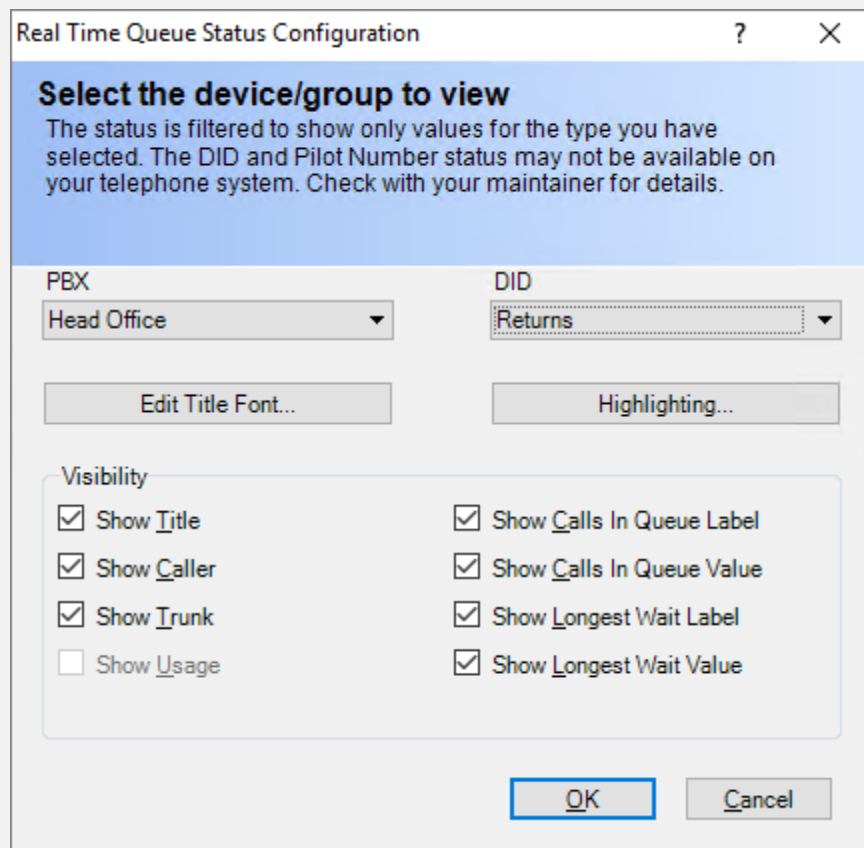 Real Time Queue Status Configuration
?
Select the device/group to view
The status is filtered to show only values for the type you have
selected. The DID and Pilot Number status may not be available on
your telephone system. Check with your maintainer for details.
PBX
DID
Head Office
Returns
Edit Title Font...
Highlighting...
Visibility
Show Title
Show Calls In Queue Label
Show Caller
Show Calls In Queue Value
Show Trunk
Show Longest Wait Label
Show Usage
Show Longest Wait Value
OK
Cancel